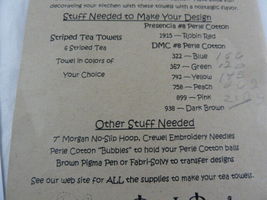 decorating your kitchen with these towels with a nostalgic flavor.
Stuff Needed to Make Your Design
Presencia #8 Perle Cotton
Striped Tea Towels 1915 – Robin Red
6 Striped Tea DMC #8 Perle Cotton
Towel in colors of 322 – Blue
Your Choice 367 – Green
792 – Yellow
758 – Peach
899 – Pink
938 – Dark Brown
Other Stuff Needed
7" Morgan No-Slip Hoop, Crewel Embroidery Needles
Perle Cotton "Bubbles" to hold your Perle Cotton balls
Brown Pigma Pen or Fabri-Solvy to transfer designs
See our web site for ALL the supplies to make your tea towels.